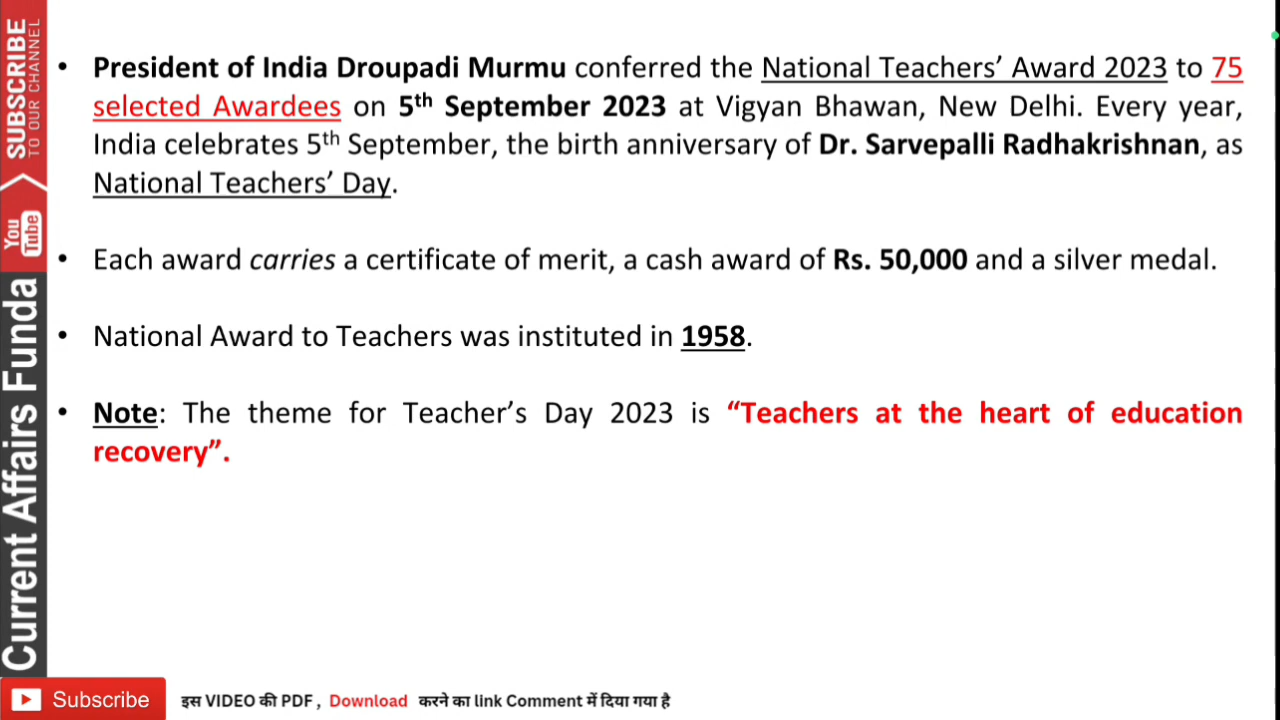 • President of India Droupadi Murmu conferred the National Teachers’ Award 2023 to 75
selected Awardees on 5th September 2023 at Vigyan Bhawan, New Delhi. Every year,
India celebrates 5th September, the birth anniversary of Dr. Sarvepalli Radhakrishnan, as
National Teachers’ Day.
• Each award carries a certificate of merit, a cash award of Rs. 50,000 and a silver medal.
• National Award to Teachers was instituted in 1958.
• Note: The theme for Teacher’s Day 2023 is “Teachers at the heart of education
recovery”.
SUBSCRIBE
TO OUR CHANNEL
You
Tube
Current Affairs Funda
Subscribe
इस VIDEO की PDF , Download करने का link Comment में दिया गया है